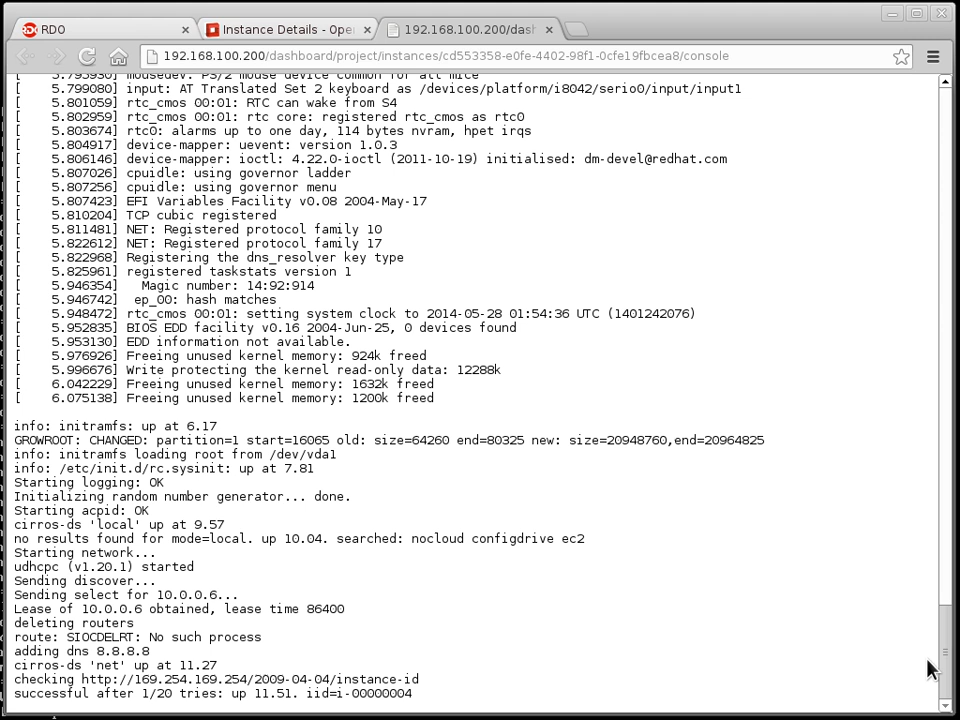 RDO
Instance Details - Ope
192.168.100.200/dash
192.168.100.200/dashboard/project/instances/cd553358-e0fe-4402-98f1-0cfe19fbcea8/console
[    5.795930] mousedev: PS/2 mouse device common for all mice
[    5.799080] input: AT Translated Set 2 keyboard as /devices/platform/i8042/serio0/input/input1
[    5.801059] rtc_cmos 00:01: RTC can wake from S4
[    5.802959] rtc_cmos 00:01: rtc core: registered rtc_cmos as rtc0
[    5.803674] rtc0: alarms up to one day, 114 bytes nvram, hpet irqs
[    5.804917] device-mapper: uevent: version 1.0.3
[    5.806146] device-mapper: ioctl: 4.22.0-ioctl (2011-10-19) initialised: dm-devel@redhat.com
[    5.807026] cpuidle: using governor ladder
[    5.807256] cpuidle: using governor menu
[    5.807423] EFI Variables Facility v0.08 2004-May-17
[    5.810204] TCP cubic registered
[    5.811481] NET: Registered protocol family 10
[    5.822612] NET: Registered protocol family 17
[    5.822968] Registering the dns_resolver key type
[    5.825961] registered taskstats version 1
[    5.946354]   Magic number: 14:92:914
[    5.946742]  ep_00: hash matches
[    5.948472] rtc_cmos 00:01: setting system clock to 2014-05-28 01:54:36 UTC (1401242076)
[    5.952835] BIOS EDD facility v0.16 2004-Jun-25, 0 devices found
[    5.953130] EDD information not available.
[    5.976926] Freeing unused kernel memory: 924k freed
[    5.996676] Write protecting the kernel read-only data: 12288k
[    6.042229] Freeing unused kernel memory: 1632k freed
[    6.075138] Freeing unused kernel memory: 1200k freed
info: initramfs: up at 6.17
GROWROOT: CHANGED: partition=1 start=16065 old: size=64260 end=80325 new: size=20948760,end=20964825
info: initramfs loading root from /dev/vda1
info: /etc/init.d/rc.sysinit: up at 7.81
Starting logging: OK
Initializing random number generator... done.
Starting acpid: OK
cirros-ds 'local' up at 9.57
no results found for mode=local. up 10.04. searched: nocloud configdrive ec2
Starting network...
udhcpc (v1.20.1) started
Sending discover...
Sending select for 10.0.0.6...
Lease of 10.0.0.6 obtained, lease time 86400
deleting routers
route: SIOCDELRT: No such process
adding dns 8.8.8.8
cirros-ds 'net' up at 11.27
checking http://169.254.169.254/2009-04-04/instance-id
successful after 1/20 tries: up 11.51. iid=i-00000004